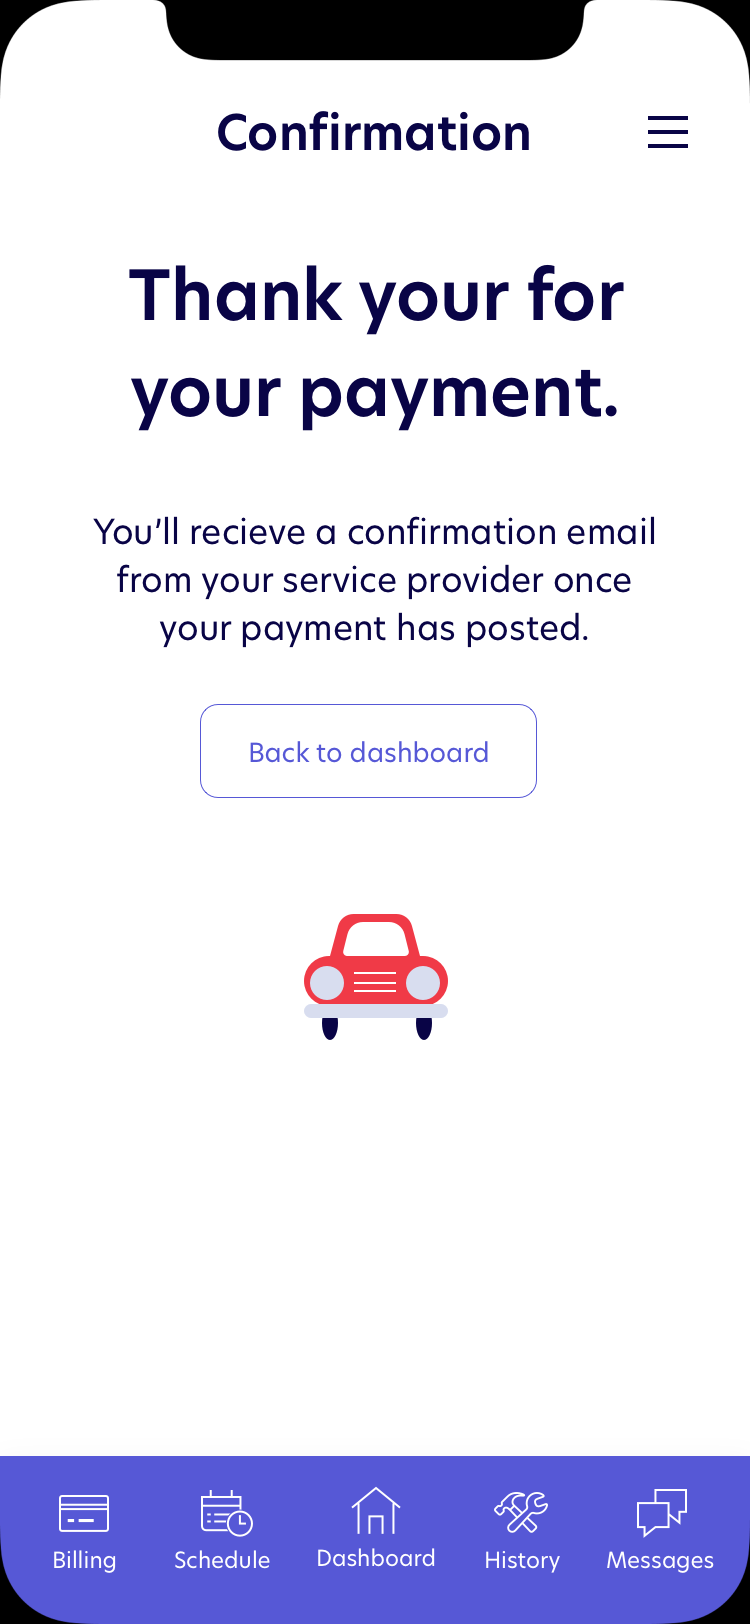 Confirmation
Thank your for
your payment.
You’ll recieve a confirmation email
from your service provider once
your payment has posted.
Back to dashboard
Billing
Schedule
Dashboard
History
Messages